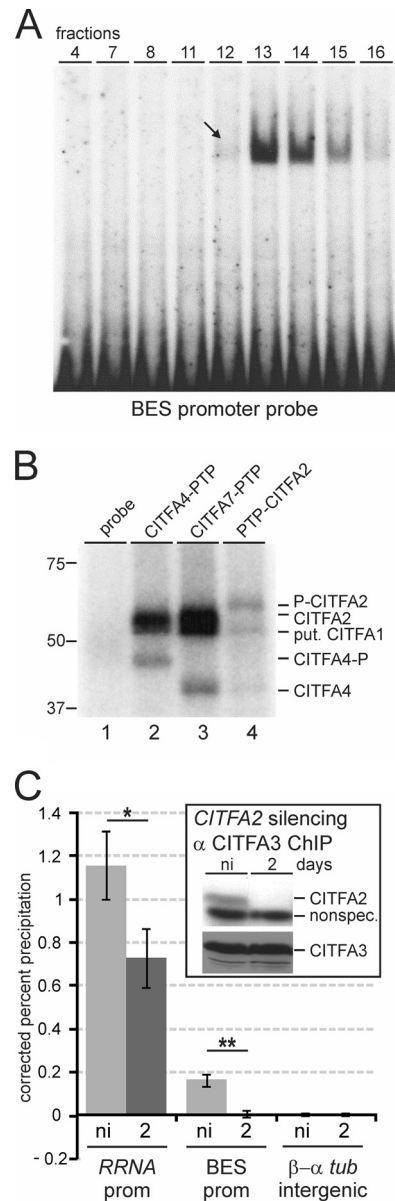 A
fractions
4 7 8 11 12 13 14 15 16
BES promoter probe
B
probe CITFA4-PTP CITFA7-PTP PTP-CITFA2
75
50
37
P-CITFA2
CITFA2
put. CITFA1
CITFA4-P
CITFA4
1 2 3 4
C
corrected percent precipitation
1.4
1.2
1
0.8
0.6
0.4
0.2
0
- 0.2
*
**
CITFA2 silencing
α CITFA3 ChIP
ni 2 days
CITFA2
nonspec.
CITFA3
ni 2 ni 2 ni 2
RRNA prom
BES prom
β-α tub intergenic